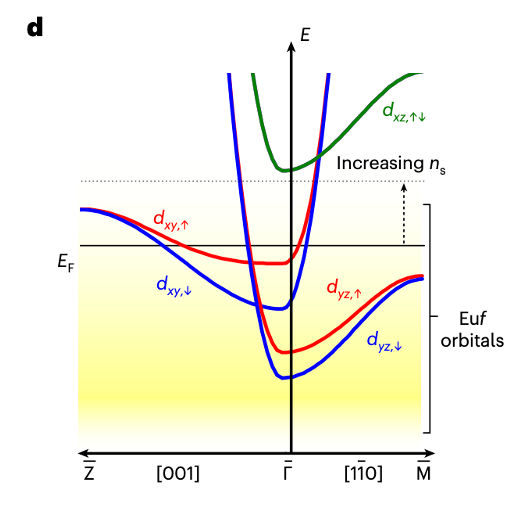 d
E
d_xz,↑↓
Increasing n_s
d_xy,↑
E_F
d_xy,↓
d_yz,↑
d_yz,↓
Euf
orbitals
Z̅ [001] Γ̅ [11̅0] M̅